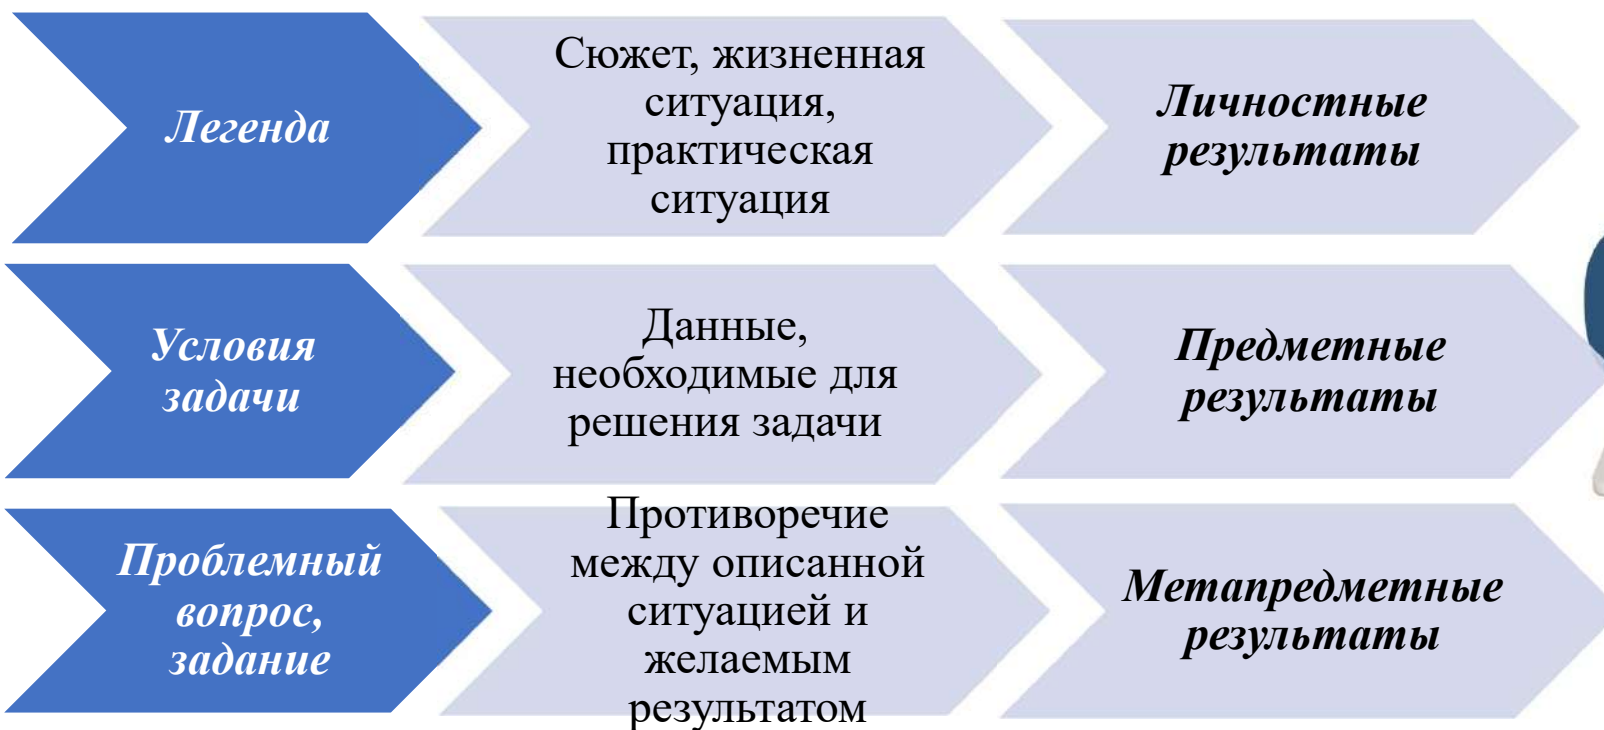 Легенда
Сюжет, жизненная
ситуация,
практическая
ситуация
Личностные
результаты
Условия
задачи
Данные,
необходимые для
решения задачи
Предметные
результаты
Проблемный
вопрос,
задание
Противоречие
между описанной
ситуацией и
желаемым
результатом
Метапредметные
результаты